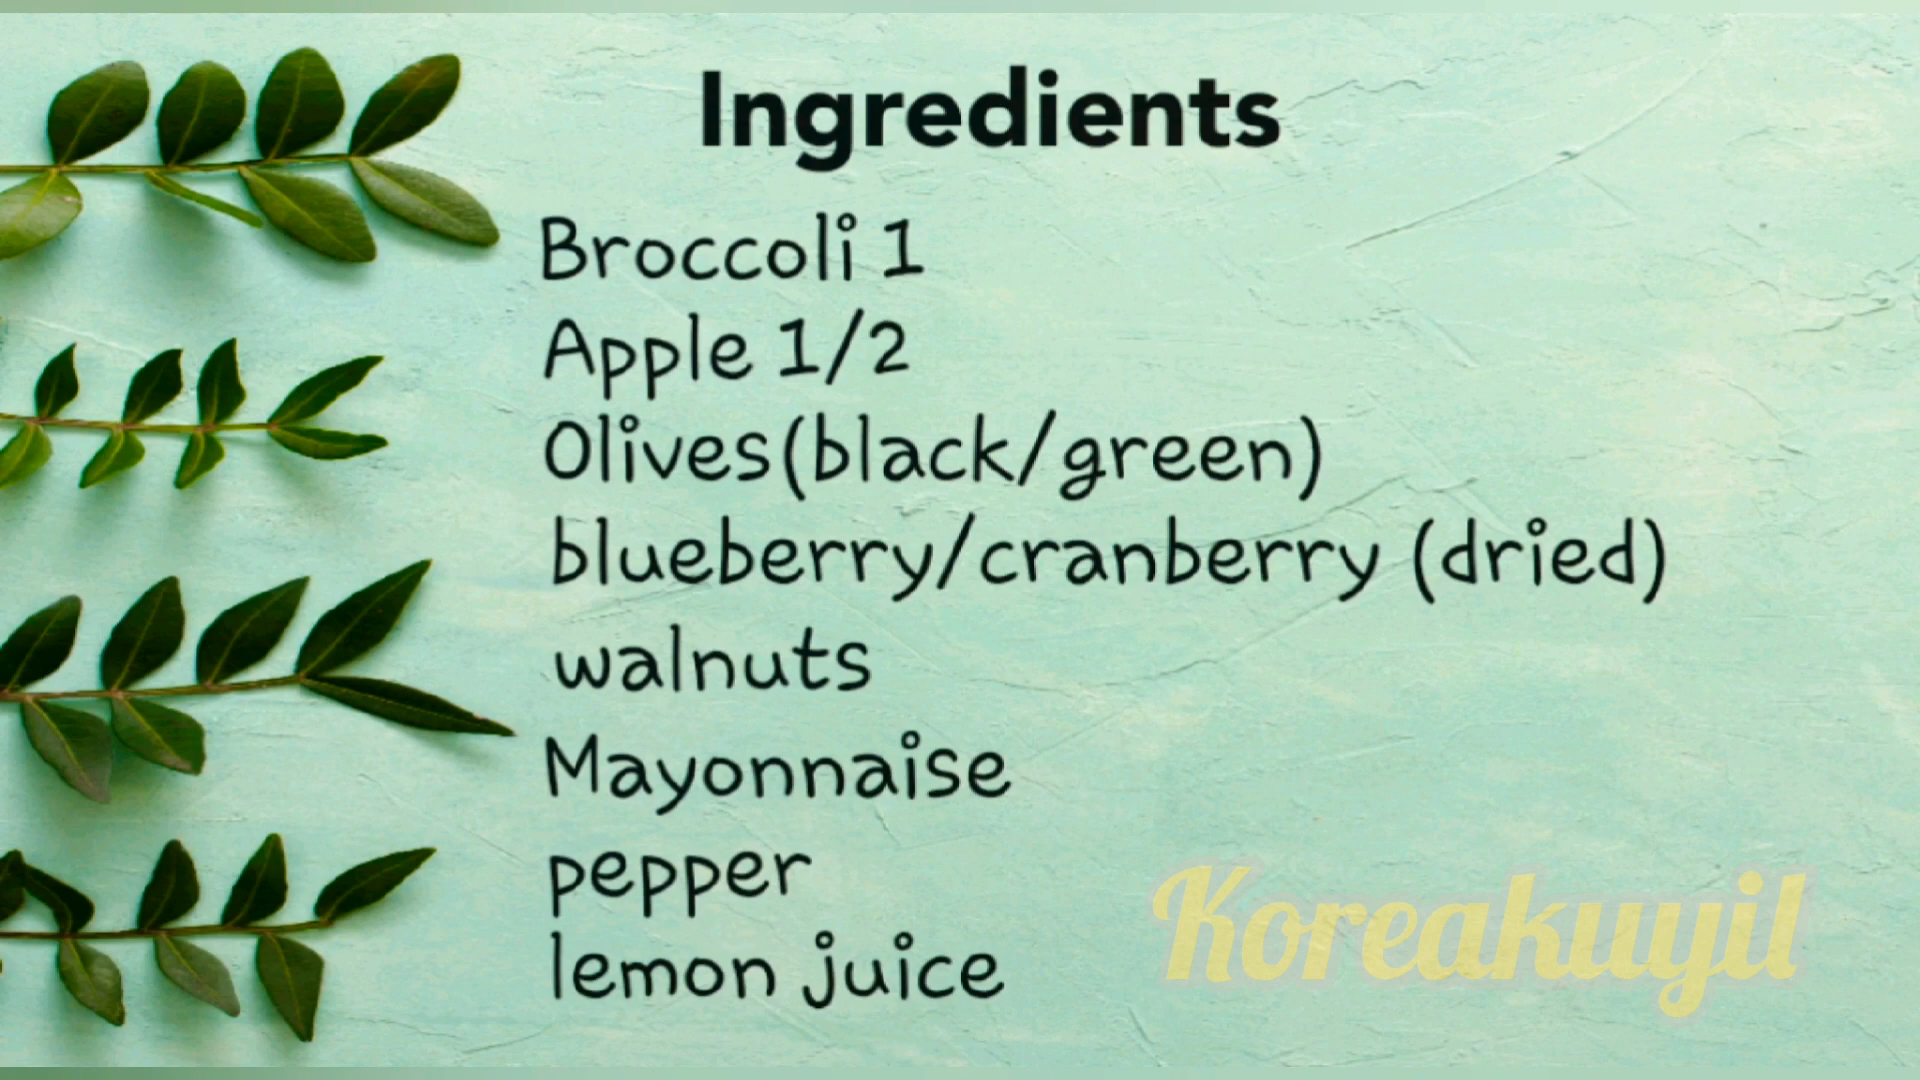 Ingredients
Broccoli 1
Apple 1/2
Olives(black/green)
blueberry/cranberry (dried)
walnuts
Mayonnaise
pepper
lemon juice
Koreakuyil